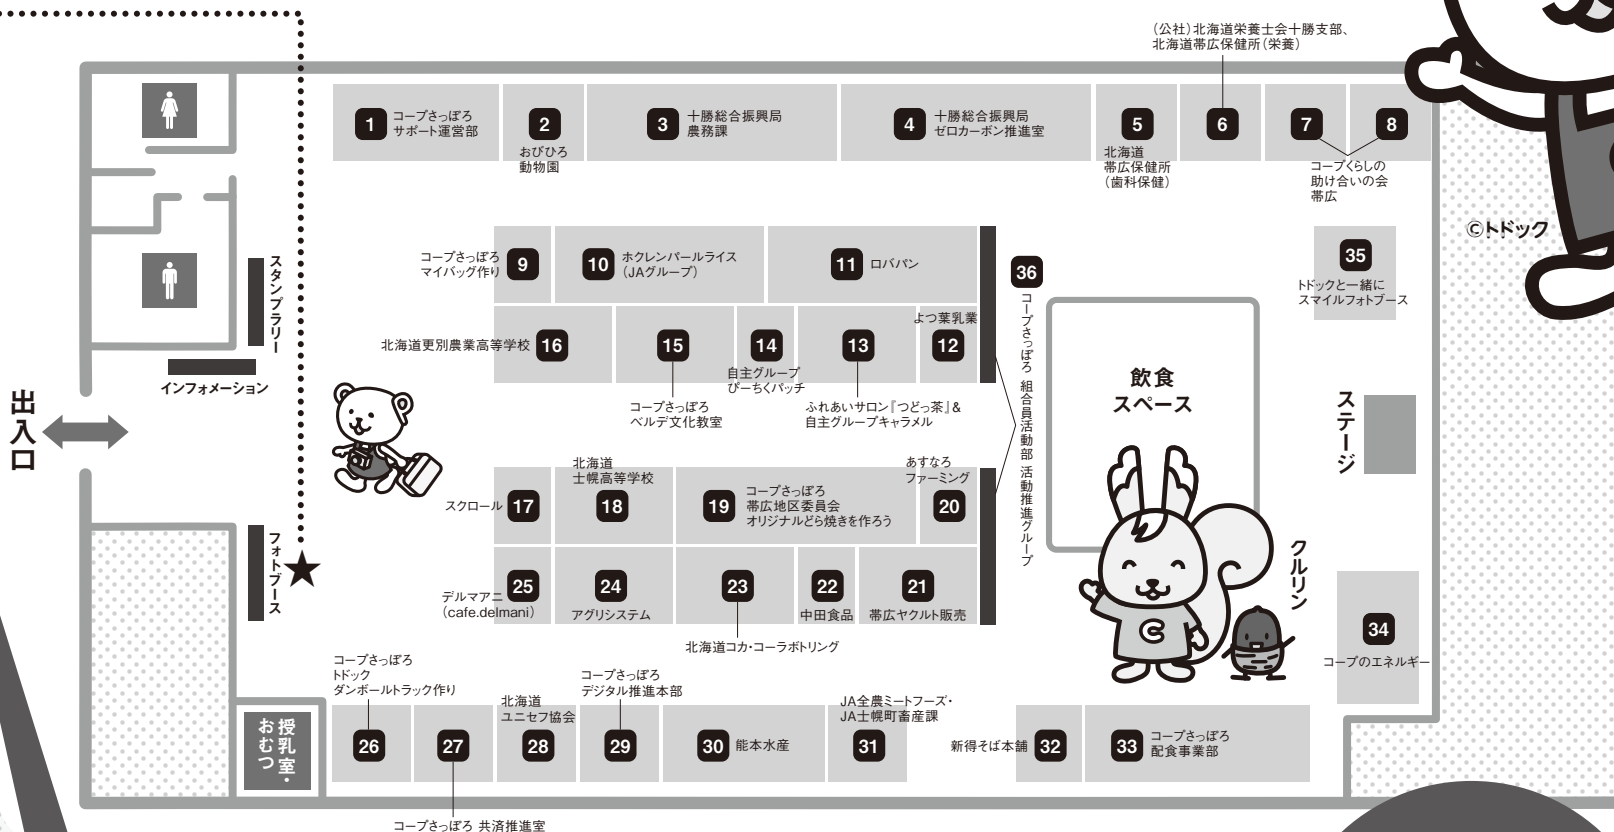 (公社)北海道栄養士会十勝支部、
北海道帯広保健所(栄養)
1 コープさっぽろ
サポート運営部
2
おびひろ
動物園
3 十勝総合振興局
農務課
4 十勝総合振興局
ゼロカーボン推進室
5
北海道
帯広保健所
(歯科保健)
6
7
8
コープくらしの
助け合いの会
帯広
©トドック
コープさっぽろ
マイバッグ作り
9
10 ホクレンパールライス
(JAグループ)
11 ロバパン
36
コープさっぽろ 組合員活動部 活動推進グループ
35
トドックと一緒に
スマイルフォトブース
スタンプラリー
インフォメーション
北海道更別農業高等学校 16
15
コープさっぽろ
ベルデ文化教室
14
自主グループ
ぴーちくパッチ
13
ふれあいサロン『つどっ茶』&
自主グループキャラメル
よつ葉乳業
12
飲食
スペース
ステージ
出入口
スクロール 17
北海道
士幌高等学校
18
19 コープさっぽろ
帯広地区委員会
オリジナルどら焼きを作ろう
あすなろ
ファーミング
20
フォトブース
★
25
デルマアニ
(cafe.delmani)
24
アグリシステム
23
北海道コカ・コーラボトリング
22
中田食品
21
帯広ヤクルト販売
C
クルリン
34
コープのエネルギー
授乳室・
おむつ
コープさっぽろ
トドック
ダンボールトラック作り
26
27
コープさっぽろ 共済推進室
北海道
ユニセフ協会
28
コープさっぽろ
デジタル推進本部
29
30 能本水産
JA全農ミートフーズ・
JA士幌町畜産課
31
新得そば本舗 32
33 コープさっぽろ
配食事業部